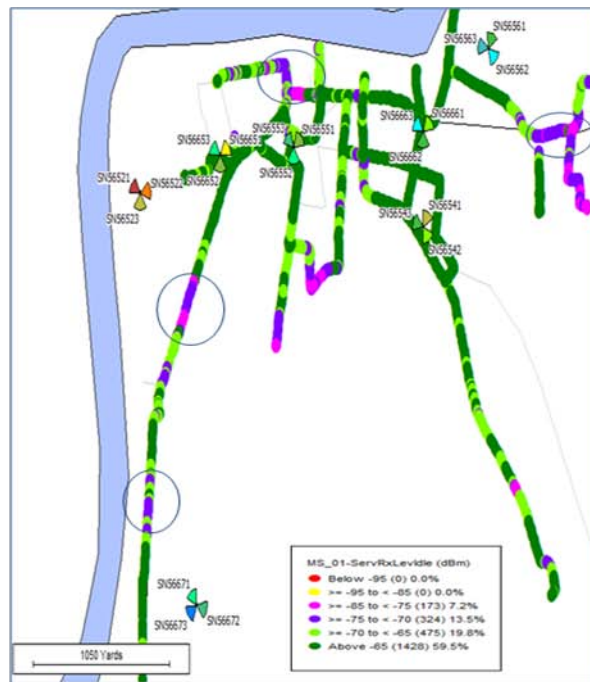 SN56561
SN56563
SN56562
SN56663
SN56661
SN56553
SN56551
SN56653
SN56651
SN56662
SN56652
SN56552
SN56521
SN56522
SN56523
SN56541
SN56543
SN56542
SN56671
SN56672
SN56673
1050 Yards
MS_01-ServRxLevIdle (dBm)
Below -95 (0) 0.0%
>= -95 to < -85 (0) 0.0%
>= -85 to < -75 (173) 7.2%
>= -75 to < -70 (324) 13.5%
>= -70 to < -65 (475) 19.8%
Above -65 (1428) 59.5%